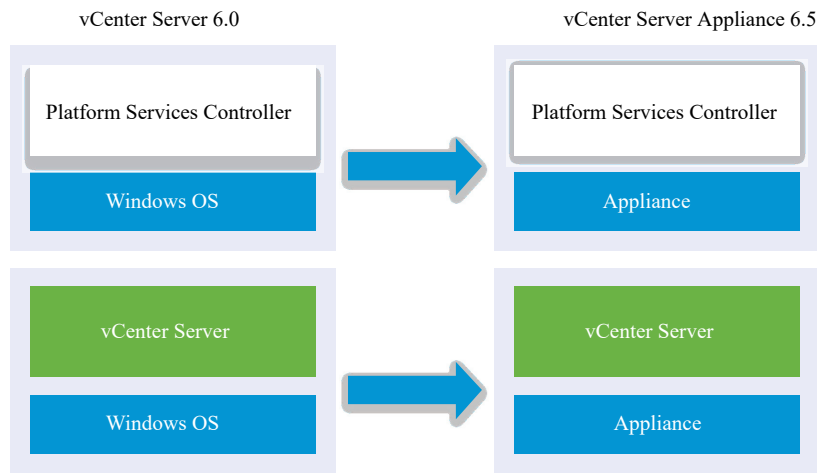 vCenter Server 6.0
vCenter Server Appliance 6.5
Platform Services Controller
Platform Services Controller
Windows OS
Appliance
vCenter Server
vCenter Server
Windows OS
Appliance